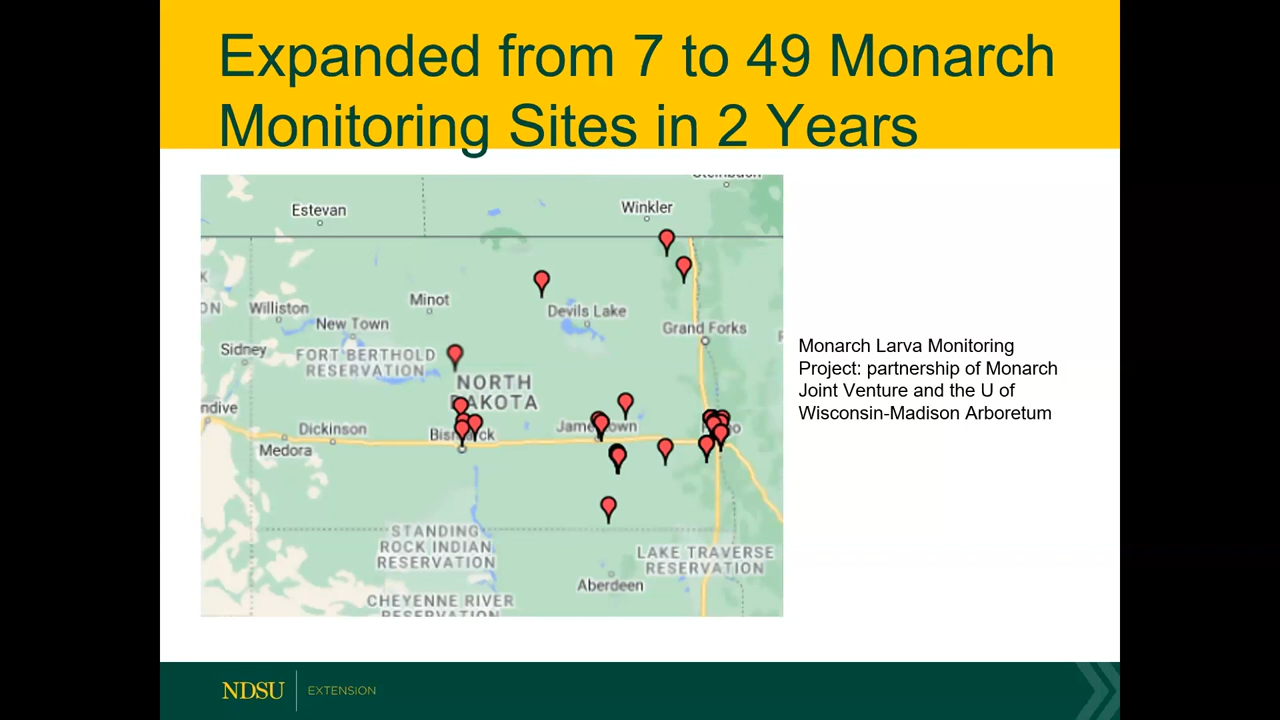 Expanded from 7 to 49 Monarch
Monitoring Sites in 2 Years
Estevan
Winkler
Williston
Minot
Devils Lake
New Town
Grand Forks
Sidney
FORT BERTHOLD
RESERVATION
NORTH
DAKOTA
Dickinson
Medora
STANDING
ROCK INDIAN
RESERVATION
LAKE TRAVERSE
RESERVATION
Aberdeen
CHEYENNE RIVER
RESERVATION
Monarch Larva Monitoring
Project: partnership of Monarch
Joint Venture and the U of
Wisconsin-Madison Arboretum
NDSU
EXTENSION